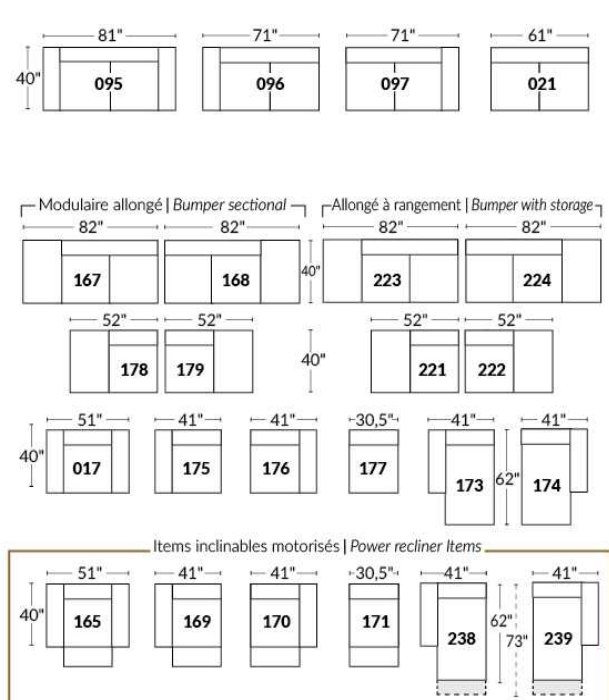 81" 71" 71" 61"
40" 095 096 097 021
Modulaire allongé | Bumper sectional Allongé à rangement | Bumper with storage
82" 82" 82" 82"
167 168 40" 223 224
52" 52" 52" 52"
178 179 40" 221 222
51" 41" 41" 30,5" 41" 41"
40" 017 175 176 177 173 62" 174
Items inclinables motorisés | Power recliner Items
51" 41" 41" 30,5" 41" 41"
40" 165 169 170 171 238 62" 73" 239